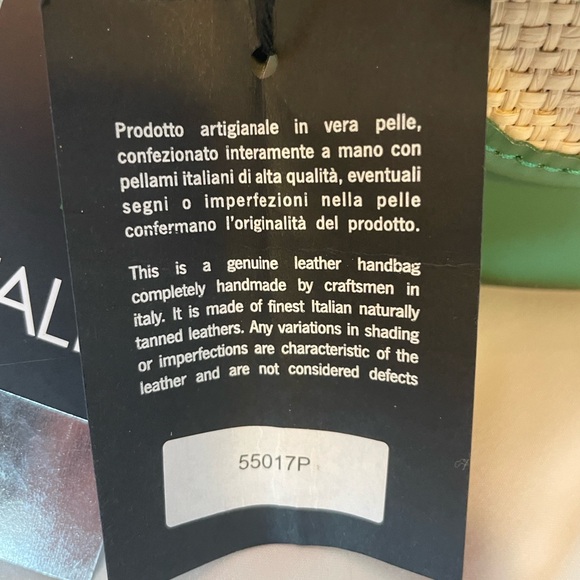 Prodotto artigianale in vera pelle,
confezionato interamente a mano con
pellami italiani di alta qualità, eventuali
segni o imperfezioni nella pelle
confermano l'originalità del prodotto.
This is a genuine leather handbag
completely handmade by craftsmen in
italy. It is made of finest Italian naturally
tanned leathers. Any variations in shading
or imperfections are characteristic of the
leather and are not considered defects
55017P